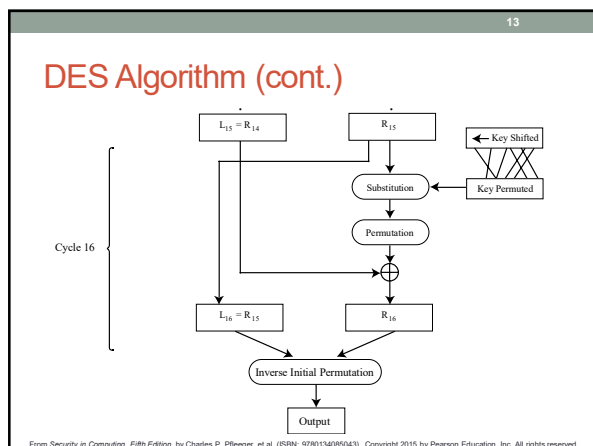 13
DES Algorithm (cont.)
L15 = R14
R15
Key Shifted
Substitution
Key Permuted
Permutation
Cycle 16
L16 = R15
R16
Inverse Initial Permutation
Output
From Security in Computing, Fifth Edition, by Charles P. Pfleeger, et al. (ISBN: 9780134085043). Copyright 2015 by Pearson Education, Inc. All rights reserved